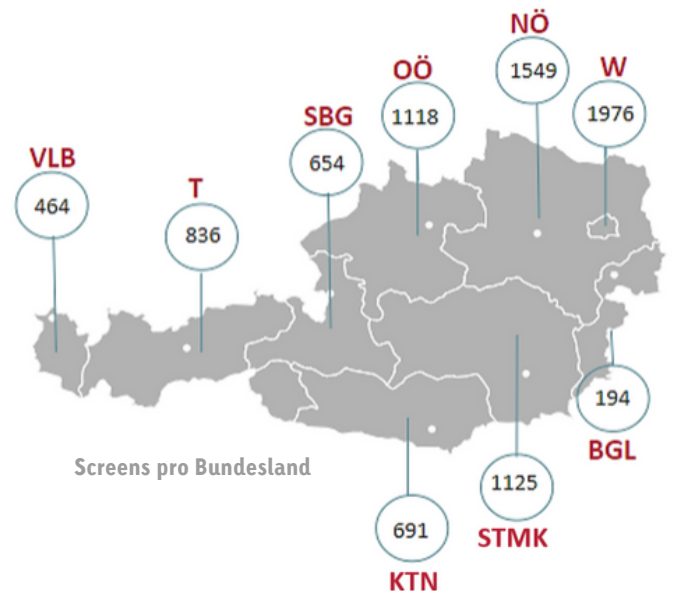 NÖ
1549
W
1976
OÖ
1118
SBG
654
VLB
464
T
836
194
BGL
Screens pro Bundesland
1125
STMK
691
KTN